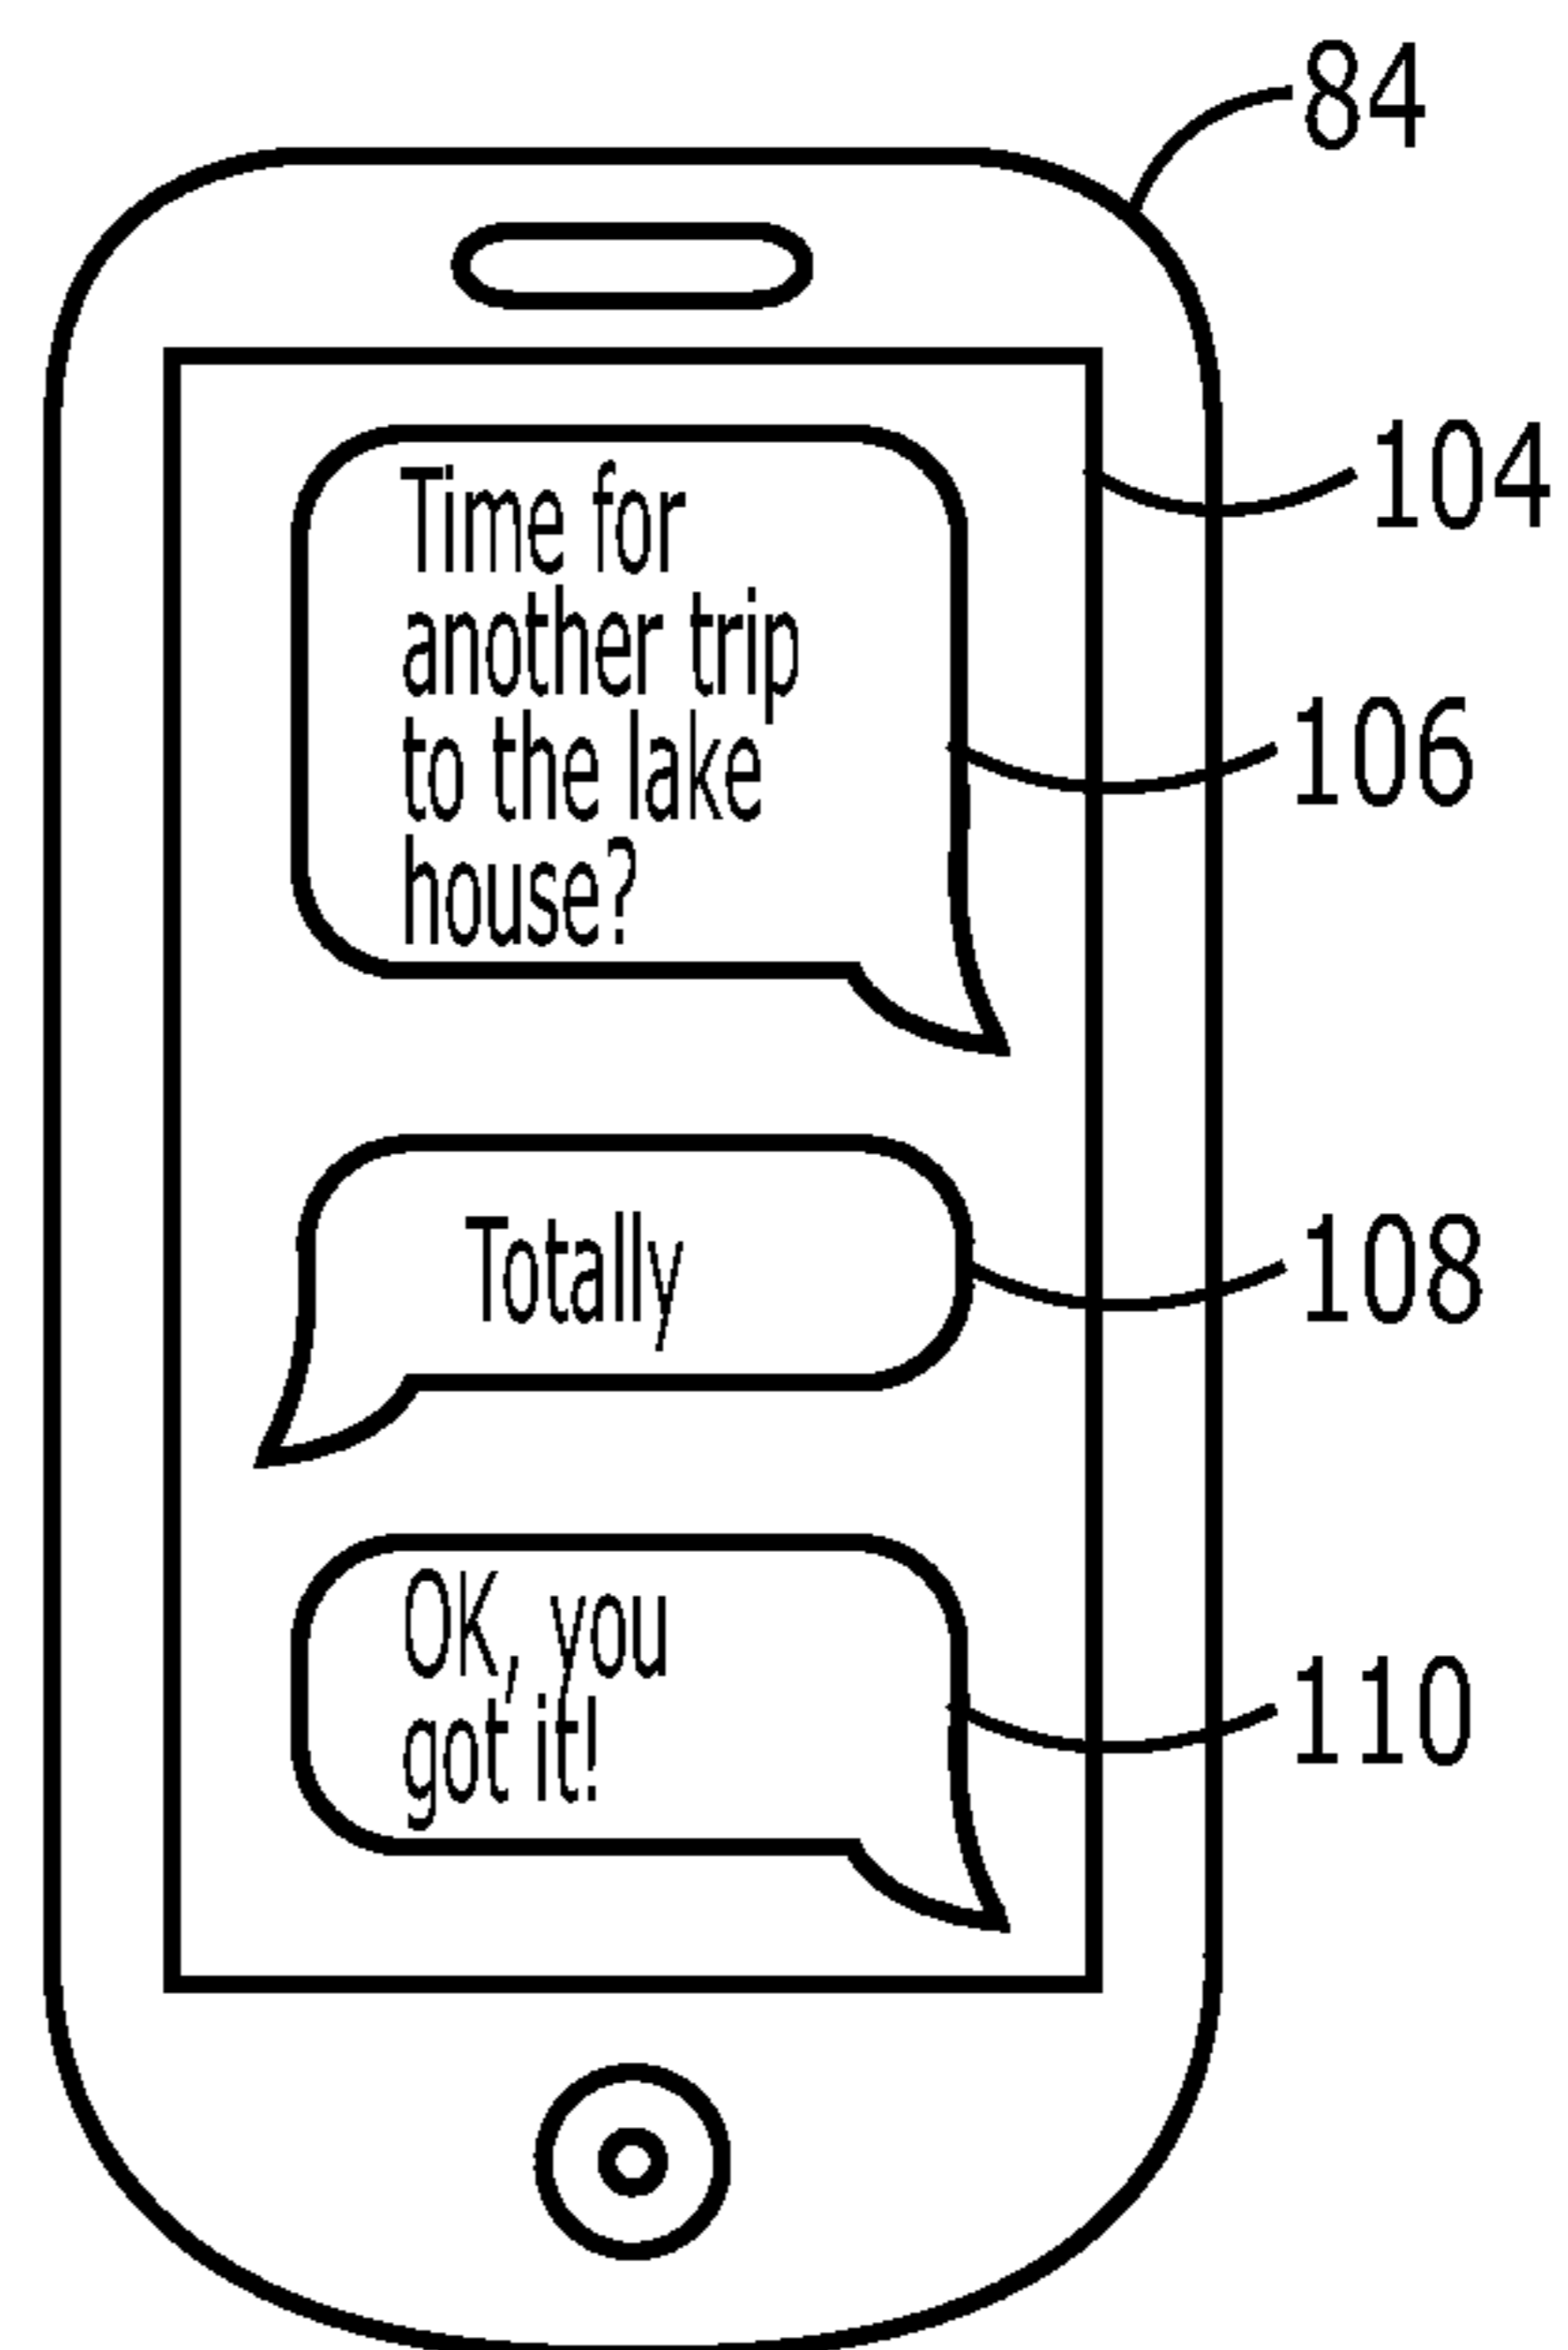 84
104
Time for
another trip
to the lake
house?
106
Totally
108
OK, you
got it!
110